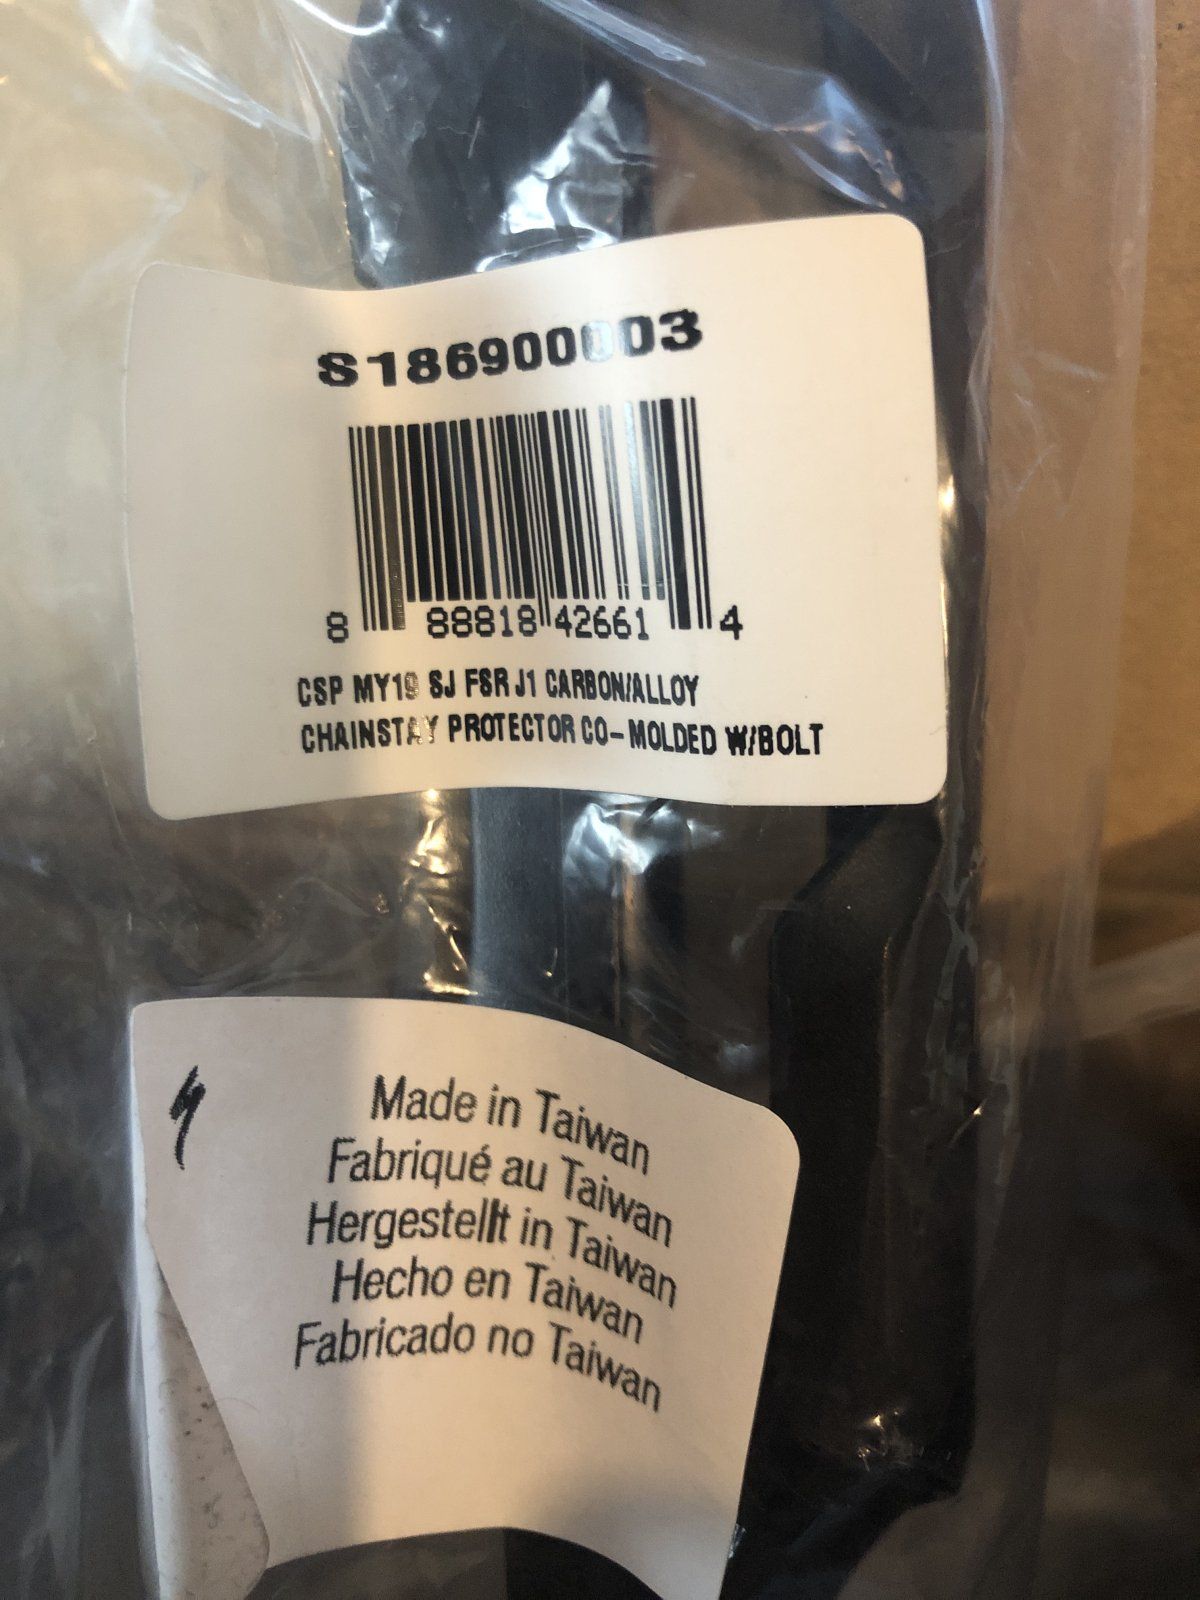 S186900003
8 88818 42661 4
CSP MY19 SJ FSR J1 CARBON/ALLOY
CHAINSTAY PROTECTOR CO-MOLDED W/BOLT
Made in Taiwan
Fabriqué au Taiwan
Hergestellt in Taiwan
Hecho en Taiwan
Fabricado no Taiwan